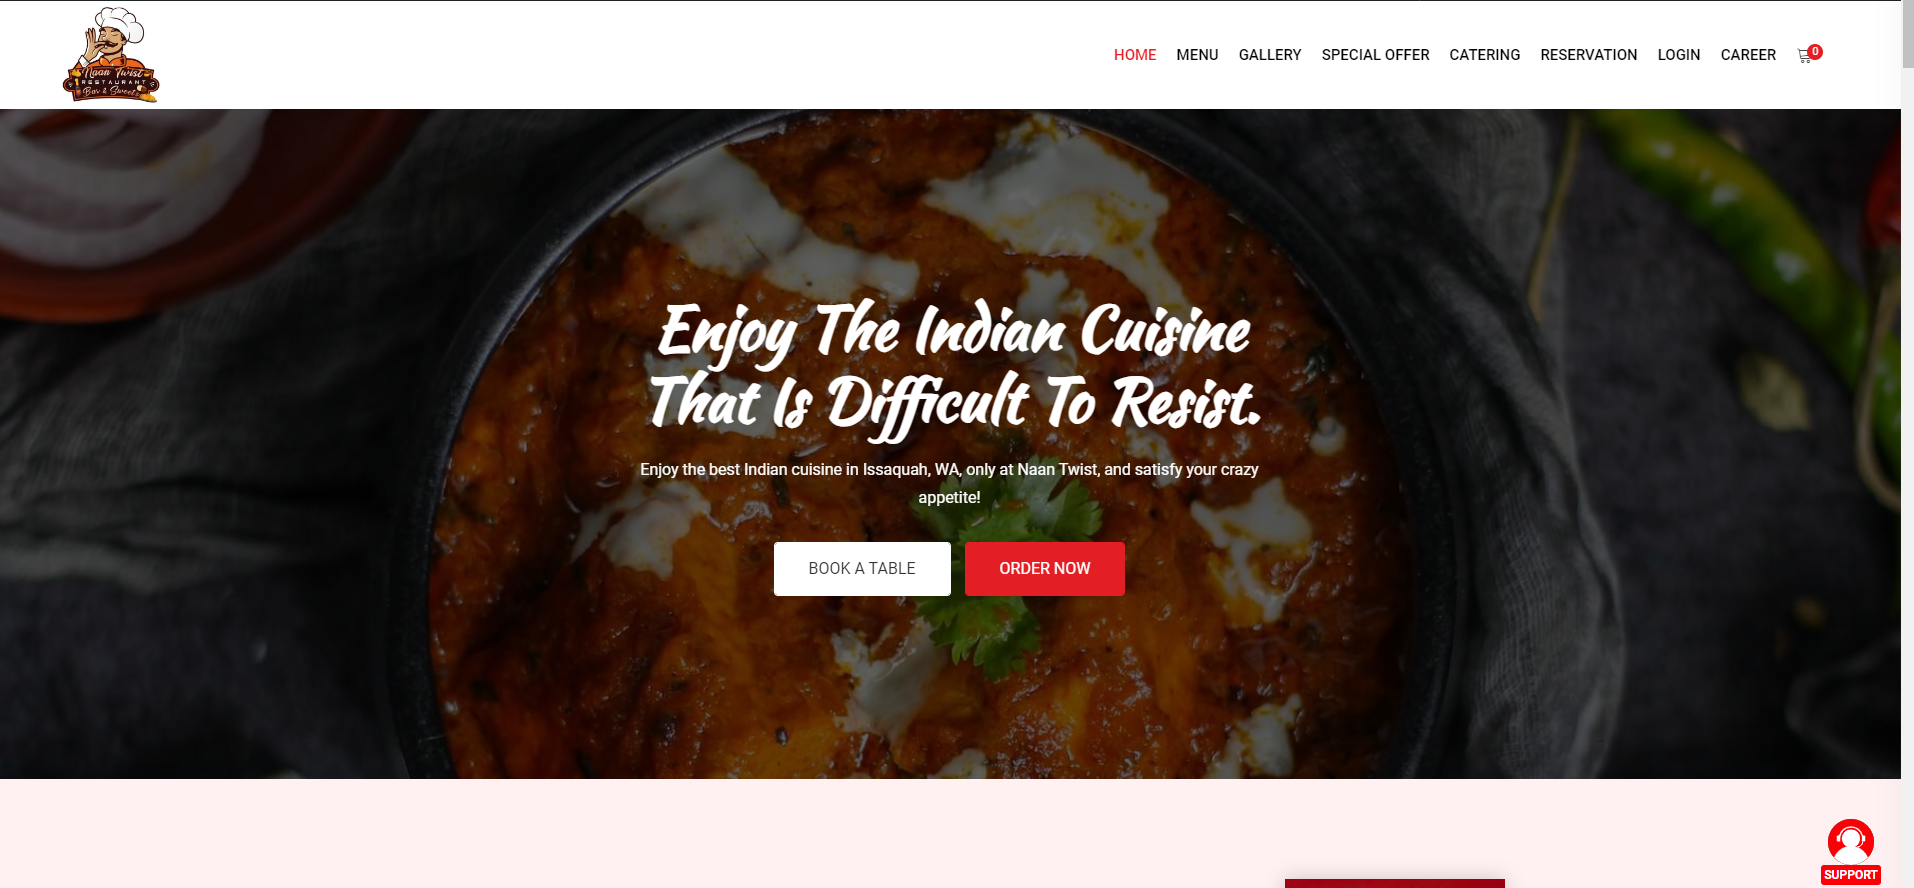 Naan Twist
RESTAURANT
Bar & Sweets
HOME MENU GALLERY SPECIAL OFFER CATERING RESERVATION LOGIN CAREER 0
Enjoy The Indian Cuisine
That Is Difficult To Resist.
Enjoy the best Indian cuisine in Issaquah, WA, only at Naan Twist, and satisfy your crazy
appetite!
BOOK A TABLE ORDER NOW
SUPPORT